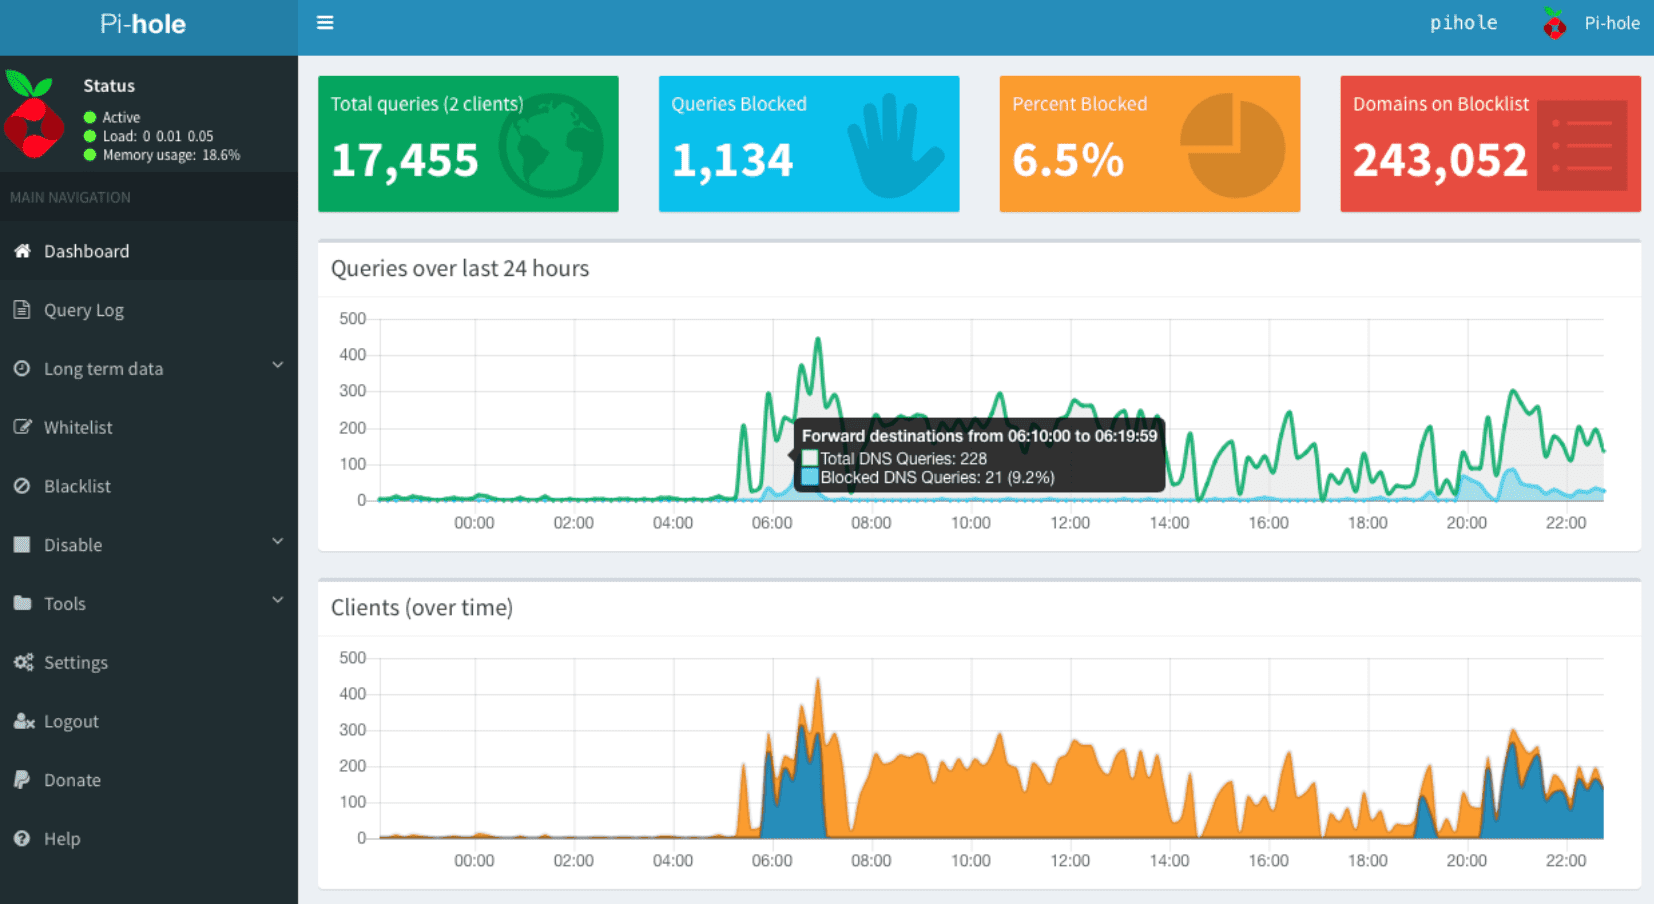 Pi-hole
pihole
Pi-hole
Status
Active
Load: 0 0.01 0.05
Memory usage: 18.6%
MAIN NAVIGATION
Dashboard
Query Log
Long term data
Whitelist
Blacklist
Disable
Tools
Settings
Logout
Donate
Help
Total queries (2 clients)
17,455
Queries Blocked
1,134
Percent Blocked
6.5%
Domains on Blocklist
243,052
Queries over last 24 hours
500
400
300
200
100
0
Forward destinations from 06:10:00 to 06:19:59
Total DNS Queries: 228
Blocked DNS Queries: 21 (9.2%)
00:00 02:00 04:00 06:00 08:00 10:00 12:00 14:00 16:00 18:00 20:00 22:00
Clients (over time)
500
400
300
200
100
0
00:00 02:00 04:00 06:00 08:00 10:00 12:00 14:00 16:00 18:00 20:00 22:00